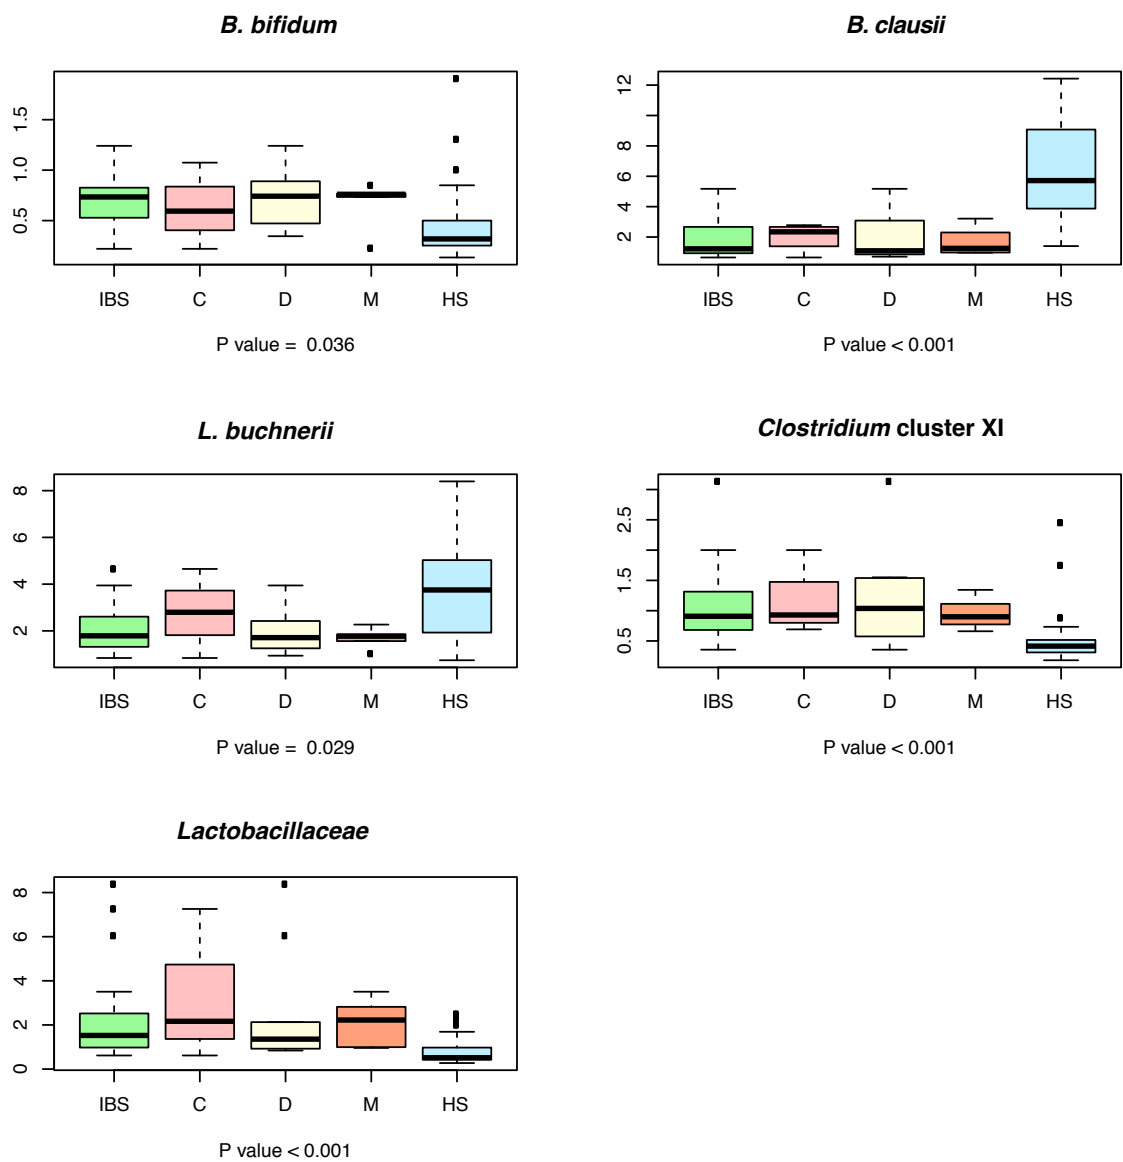 B. bifidum
1.5
1.0
0.5
IBS C D M HS
P value = 0.036
B. clausii
12
8
6
4
2
IBS C D M HS
P value < 0.001
L. buchnerii
8
6
4
2
IBS C D M HS
P value = 0.029
Clostridium cluster XI
2.5
1.5
0.5
IBS C D M HS
P value < 0.001
Lactobacillaceae
8
6
4
2
0
IBS C D M HS
P value < 0.001